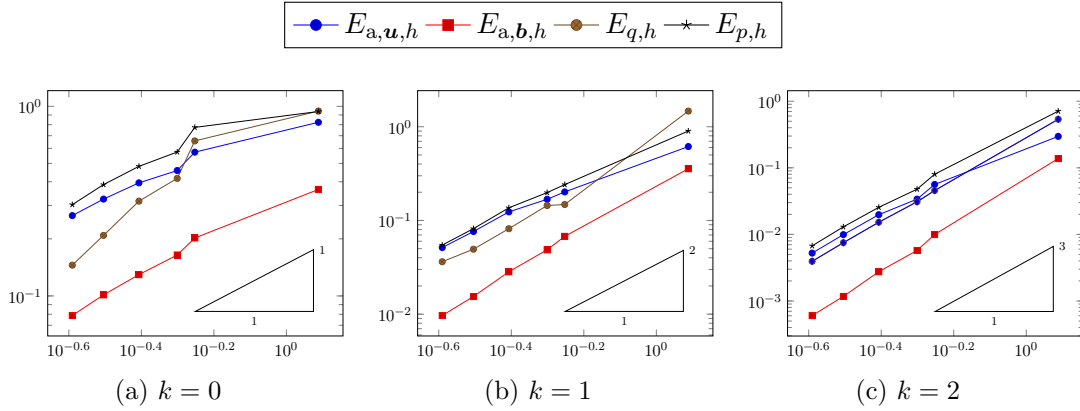 E_{a,u,h} E_{a,b,h} E_{q,h} E_{p,h}
10^0
10^{-1}
1
1
10^{-0.6} 10^{-0.4} 10^{-0.2} 10^0
(a) k = 0
10^0
10^{-1}
10^{-2}
2
1
10^{-0.6} 10^{-0.4} 10^{-0.2} 10^0
(b) k = 1
10^0
10^{-1}
10^{-2}
10^{-3}
3
1
10^{-0.6} 10^{-0.4} 10^{-0.2} 10^0
(c) k = 2